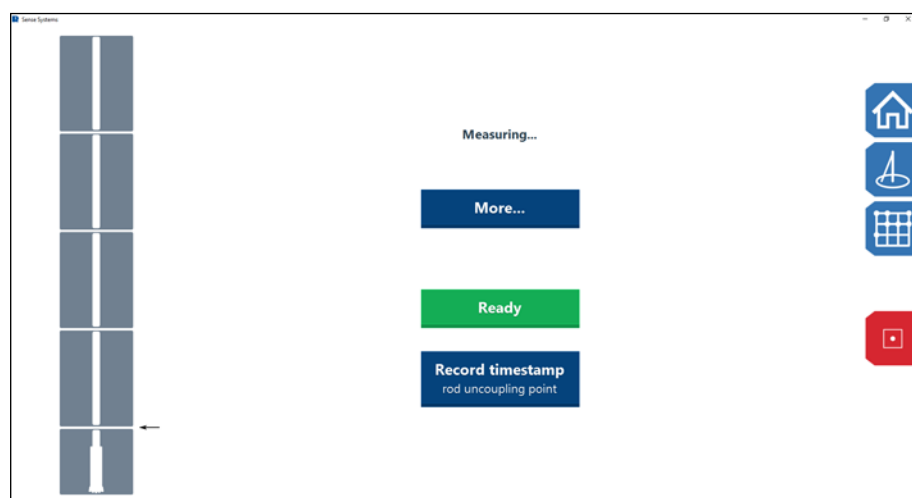 Sense Systems
Measuring...
More...
Ready
Record timestamp
rod uncoupling point